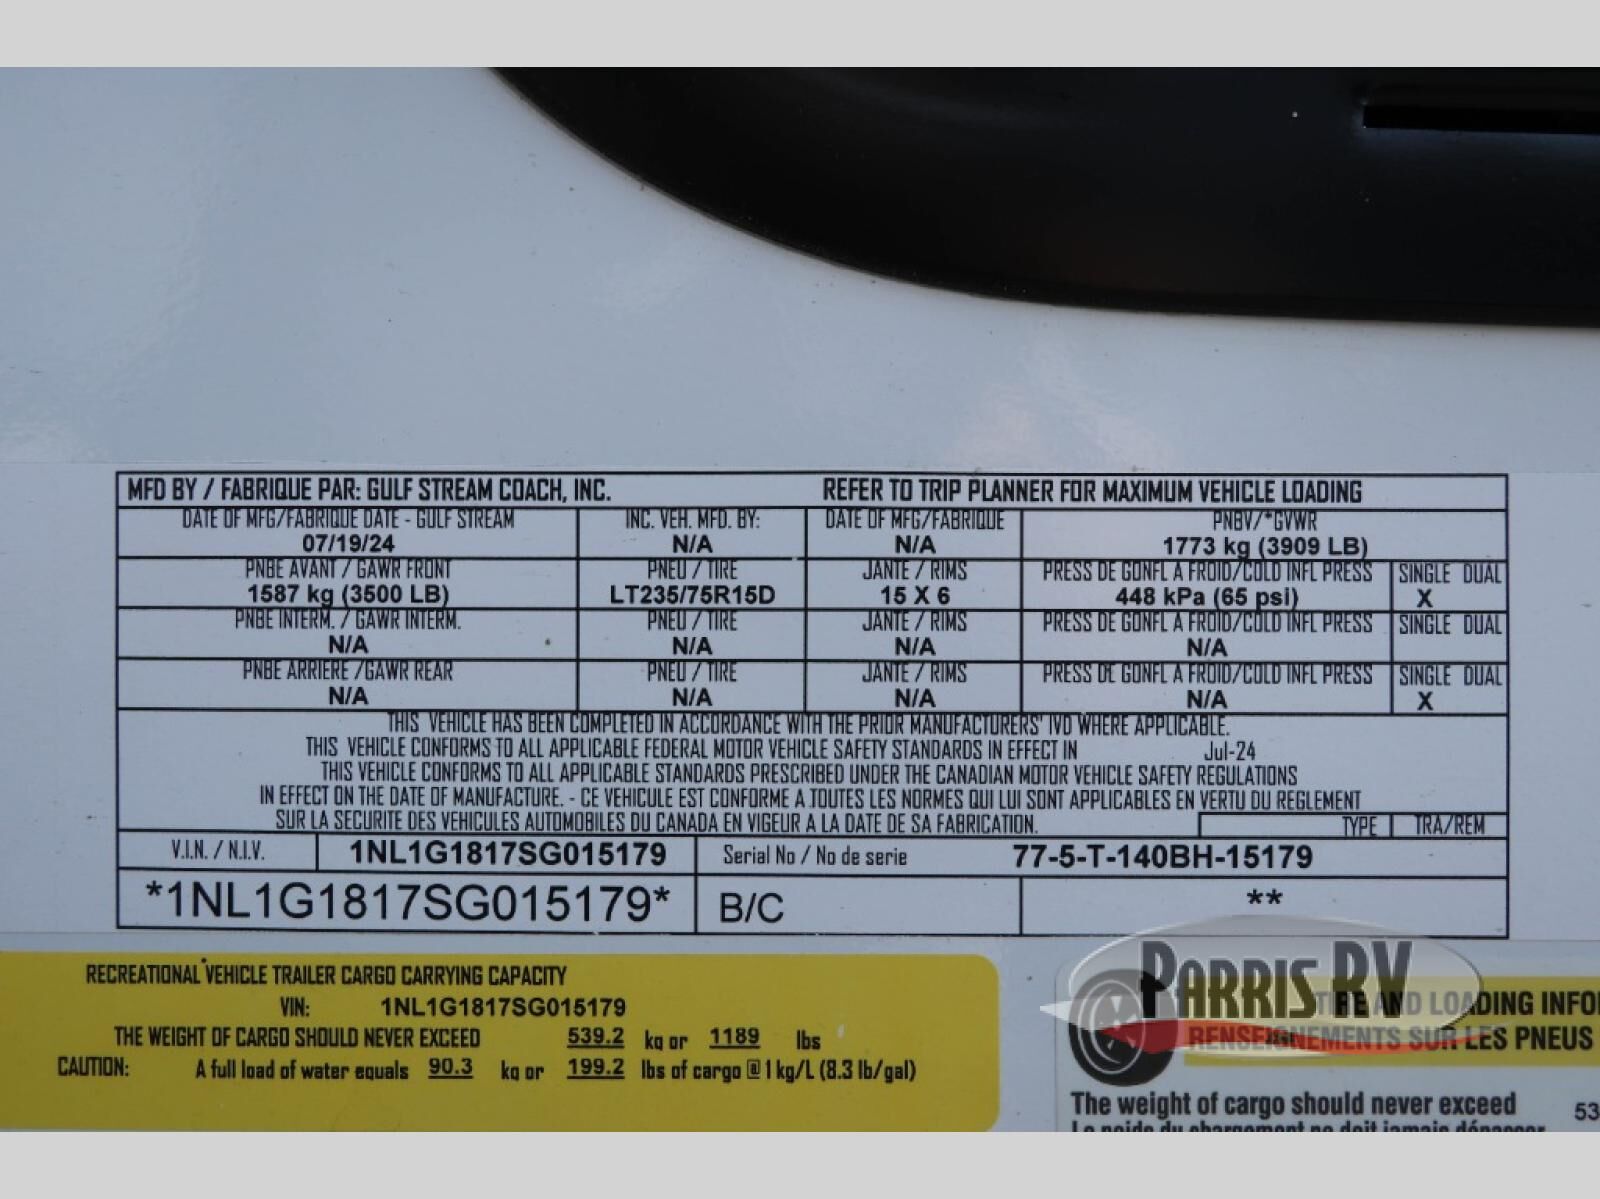 MFD BY / FABRIQUE PAR: GULF STREAM COACH, INC. REFER TO TRIP PLANNER FOR MAXIMUM VEHICLE LOADING
DATE OF MFG/FABRIQUE DATE - GULF STREAM INC. VEH. MFD. BY: DATE OF MFG/FABRIQUE PNBV/*GVWR
07/19/24 N/A N/A 1773 kg (3909 LB)
PNBE AVANT / GAWR FRONT PNEU / TIRE JANTE / RIMS PRESS DE GONFL A FROID/COLD INFL PRESS SINGLE DUAL
1587 kg (3500 LB) LT235/75R15D 15 X 6 448 kPa (65 psi) X
PNBE INTERM. / GAWR INTERM. PNEU / TIRE JANTE / RIMS PRESS DE GONFL A FROID/COLD INFL PRESS SINGLE DUAL
N/A N/A N/A N/A
PNBE ARRIERE /GAWR REAR PNEU / TIRE JANTE / RIMS PRESS DE GONFL A FROID/COLD INFL PRESS SINGLE DUAL
N/A N/A N/A N/A X
THIS VEHICLE HAS BEEN COMPLETED IN ACCORDANCE WITH THE PRIOR MANUFACTURERS' IVD WHERE APPLICABLE.
THIS VEHICLE CONFORMS TO ALL APPLICABLE FEDERAL MOTOR VEHICLE SAFETY STANDARDS IN EFFECT IN Jul-24
THIS VEHICLE CONFORMS TO ALL APPLICABLE STANDARDS PRESCRIBED UNDER THE CANADIAN MOTOR VEHICLE SAFETY REGULATIONS
IN EFFECT ON THE DATE OF MANUFACTURE. - CE VEHICULE EST CONFORME A TOUTES LES NORMES QUI LUI SONT APPLICABLES EN VERTU DU REGLEMENT
SUR LA SECURITE DES VEHICULES AUTOMOBILES DU CANADA EN VIGEUR A LA DATE DE SA FABRICATION. TYPE TRA/REM
V.I.N. / N.I.V. 1NL1G1817SG015179 Serial No / No de serie 77-5-T-140BH-15179
*1NL1G1817SG015179* B/C **
RECREATIONAL VEHICLE TRAILER CARGO CARRYING CAPACITY
VIN: 1NL1G1817SG015179
THE WEIGHT OF CARGO SHOULD NEVER EXCEED 539.2 kg or 1189 lbs
CAUTION: A full load of water equals 90.3 kg or 199.2 lbs of cargo @ 1 kg/L (8.3 lb/gal)
PARRIS RV
TIRE AND LOADING INFO
RENSEIGNEMENTS SUR LES PNEUS
The weight of cargo should never exceed 53
Le poids du chargement ne doit jamais dépasser